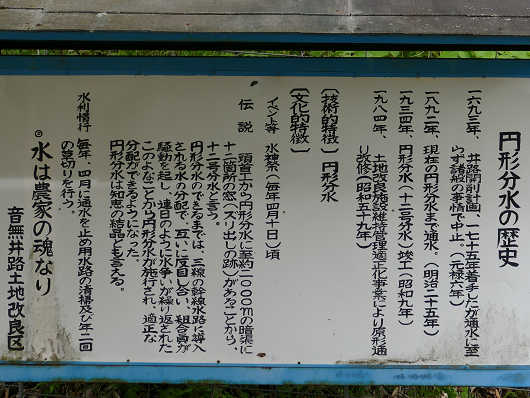 円形分水の歴史
一六九三年、井路開削計画、一七一五年着手したが通水に至
らず諸般の事情で中止。（元禄六年）
一八九二年、現在の円形分水まで通水。（明治二十五年）
一九三四年、円形分水（十二号分水）竣工（昭和九年）
一九八四年、土地改良施設維持管理適正化事業により原形通
り改修（昭和五十九年）
〔技術的特徴〕円形分水
〔文化的特徴〕
イベント等 水神祭（毎年四月十日）頃
伝説 頭首工から円形分水に至約二〇〇〇mの暗渠に
十二箇所の窓（ズリ出しの跡）があることから、
十二号分水と言う。
円形分水のできるまでは、三線の幹線水路に導入
される水の分配で、互いに反目し合い組合員が
騒動を起し、連日のように水争いが繰り返された
このようなことから円形分水が施行され、適正な
分配ができるようになった。
円形分水は知恵の結晶とも言える。
水利慣行 毎年、四月に通水を止め用水路の清掃及び年二回
の草切りを行う。
◎水は農家の魂なり
音無井路土地改良区